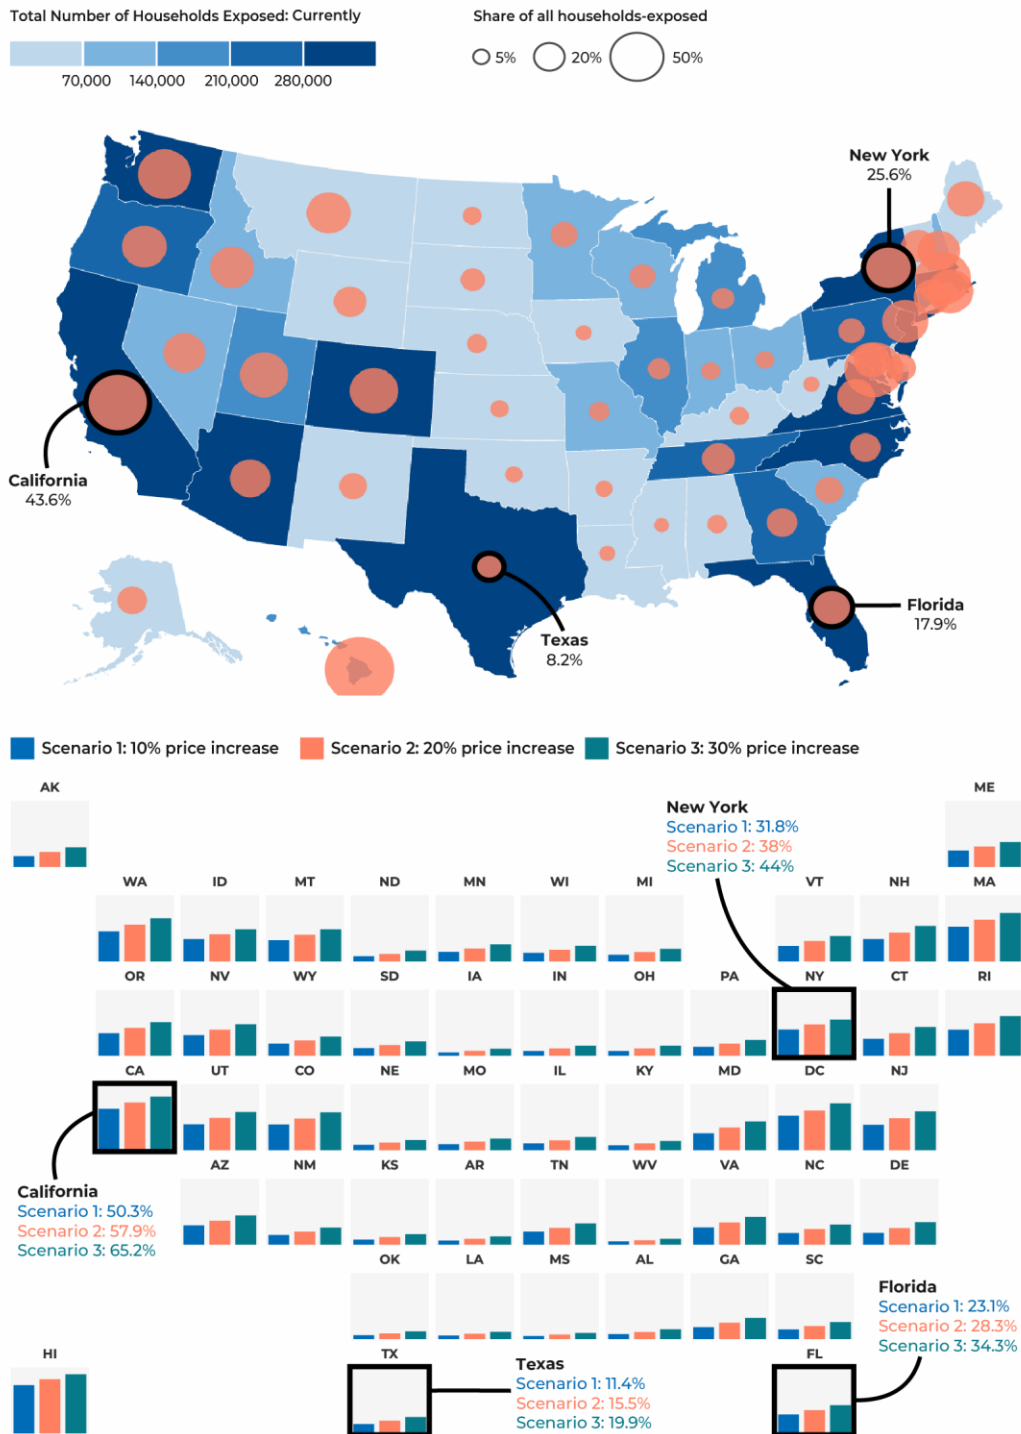 Total Number of Households Exposed: Currently
Share of all households-exposed
5% 20% 50%
70,000 140,000 210,000 280,000
New York
25.6%
California
43.6%
Texas
8.2%
Florida
17.9%
Scenario 1: 10% price increase Scenario 2: 20% price increase Scenario 3: 30% price increase
AK ME
New York
Scenario 1: 31.8%
Scenario 2: 38%
Scenario 3: 44%
WA ID MT ND MN WI MI VT NH MA
OR NV WY SD IA IN OH PA NY CT RI
CA UT CO NE MO IL KY MD DC NJ
AZ NM KS AR TN WV VA NC DE
California
Scenario 1: 50.3%
Scenario 2: 57.9%
Scenario 3: 65.2%
OK LA MS AL GA SC
Florida
Scenario 1: 23.1%
Scenario 2: 28.3%
Scenario 3: 34.3%
HI TX FL
Texas
Scenario 1: 11.4%
Scenario 2: 15.5%
Scenario 3: 19.9%